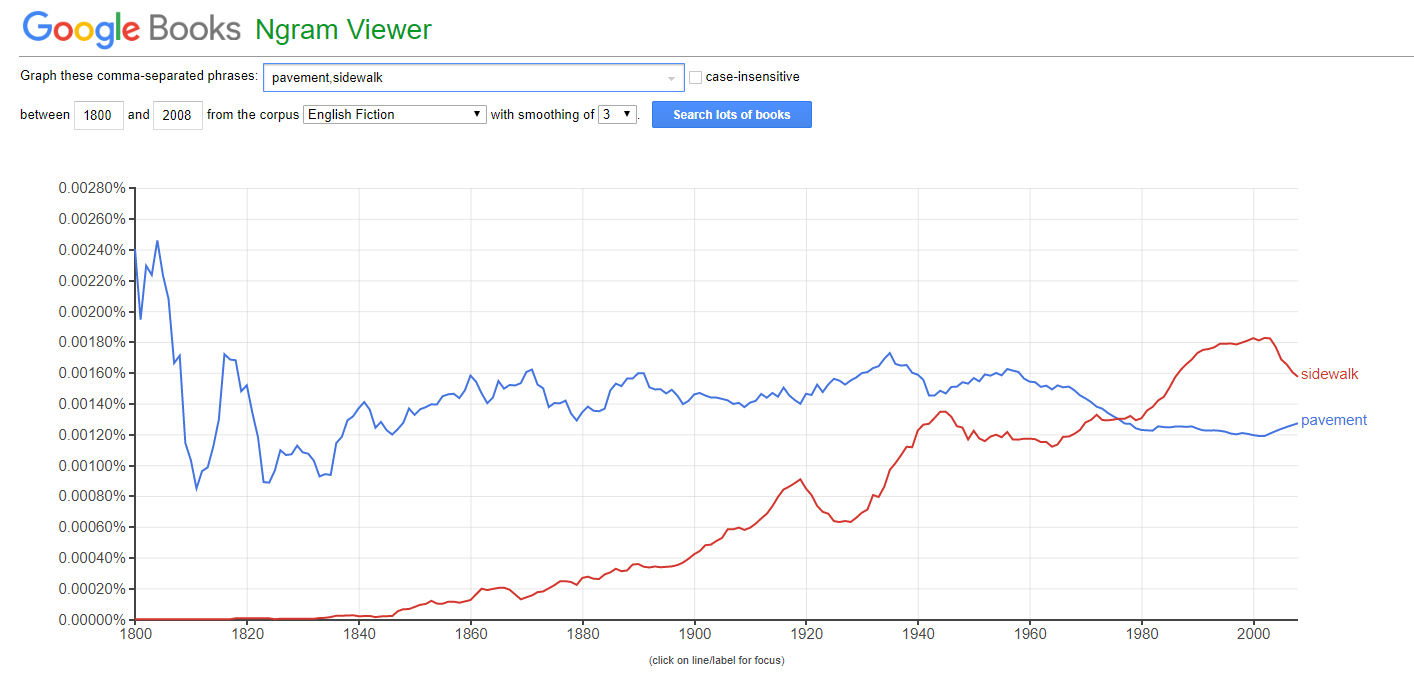 Google Books Ngram Viewer
Graph these comma-separated phrases: pavement,sidewalk case-insensitive
between 1800 and 2008 from the corpus English Fiction with smoothing of 3 . Search lots of books
0.00280%
0.00260%
0.00240%
0.00220%
0.00200%
0.00180%
0.00160%
sidewalk
0.00140%
pavement
0.00120%
0.00100%
0.00080%
0.00060%
0.00040%
0.00020%
0.00000%
1800 1820 1840 1860 1880 1900 1920 1940 1960 1980 2000
(click on line/label for focus)